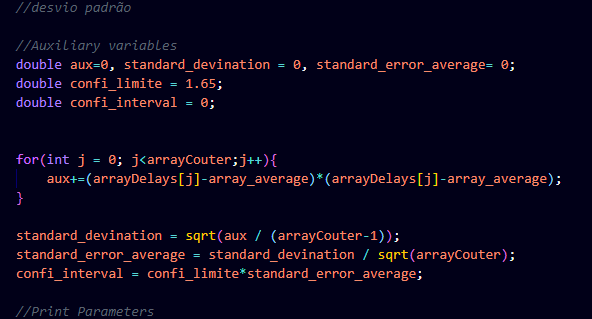 //desvio padrão
//Auxiliary variables
double aux=0, standard_devination = 0, standard_error_average= 0;
double confi_limite = 1.65;
double confi_interval = 0;
for(int j = 0; j<arrayCouter;j++){
aux+=(arrayDelays[j]-array_average)*(arrayDelays[j]-array_average);
}
standard_devination = sqrt(aux / (arrayCouter-1));
standard_error_average = standard_devination / sqrt(arrayCouter);
confi_interval = confi_limite*standard_error_average;
//Print Parameters